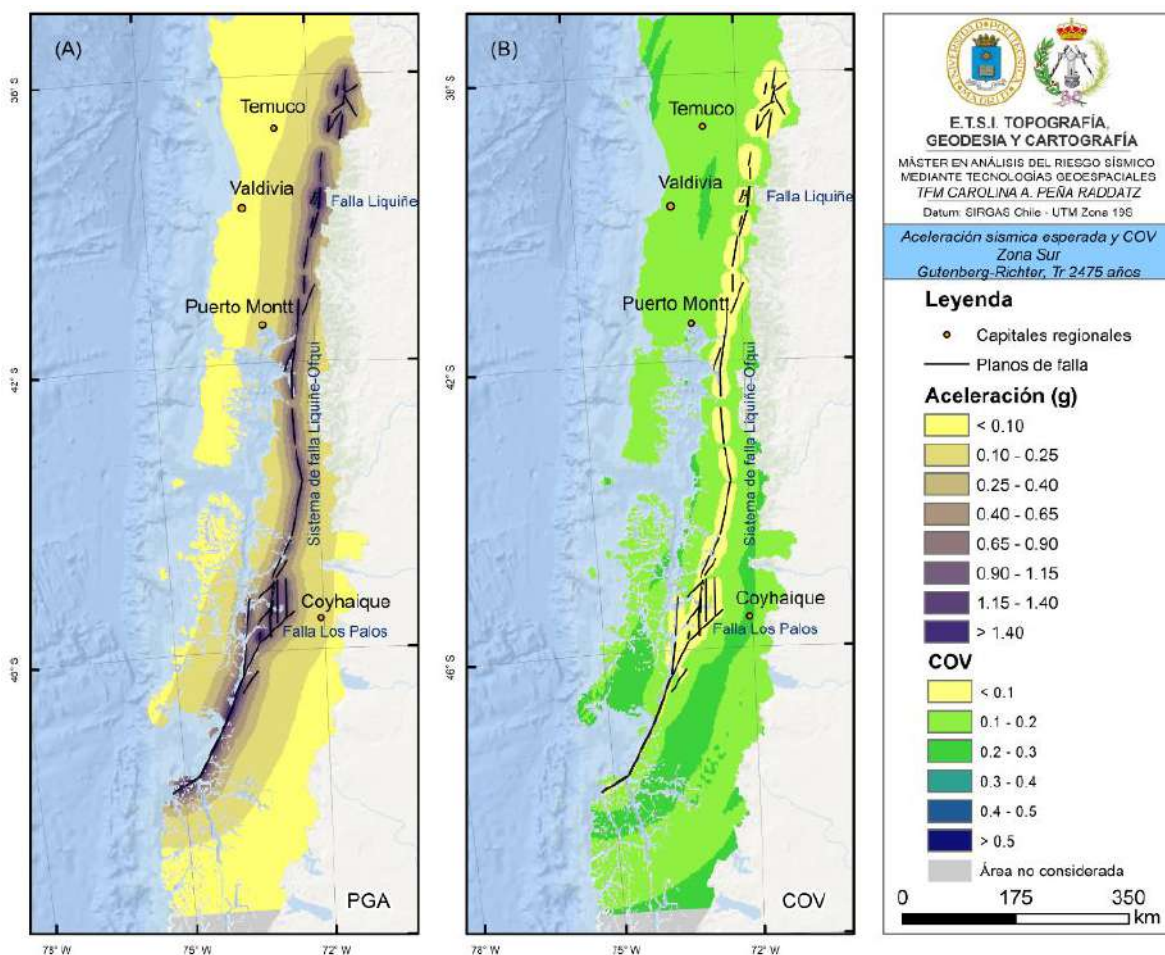 (A)
38° S
Temuco
Valdivia
Falla Liquiñe
Puerto Montt
42° S
Sistema de falla Liquiñe-Ofqui
Coyhaique
Falla Los Palos
46° S
PGA
78° W
75° W
72° W
(B)
38° S
Temuco
Valdivia
Falla Liquiñe
Puerto Montt
42° S
Sistema de falla Liquiñe-Ofqui
Coyhaique
Falla Los Palos
46° S
COV
78° W
75° W
72° W
E.T.S.I. TOPOGRAFÍA,
GEODESIA Y CARTOGRAFÍA
MÁSTER EN ANÁLISIS DEL RIESGO SÍSMICO
MEDIANTE TECNOLOGÍAS GEOESPACIALES
TFM CAROLINA A. PEÑA RADDATZ
Datum: SIRGAS Chile - UTM Zona 19S
Aceleración sísmica esperada y COV
Zona Sur
Gutenberg-Richter, Tr 2475 años
Leyenda
Capitales regionales
Planos de falla
Aceleración (g)
< 0.10
0.10 - 0.25
0.25 - 0.40
0.40 - 0.65
0.65 - 0.90
0.90 - 1.15
1.15 - 1.40
> 1.40
COV
< 0.1
0.1 - 0.2
0.2 - 0.3
0.3 - 0.4
0.4 - 0.5
> 0.5
Área no considerada
0 175 350
km